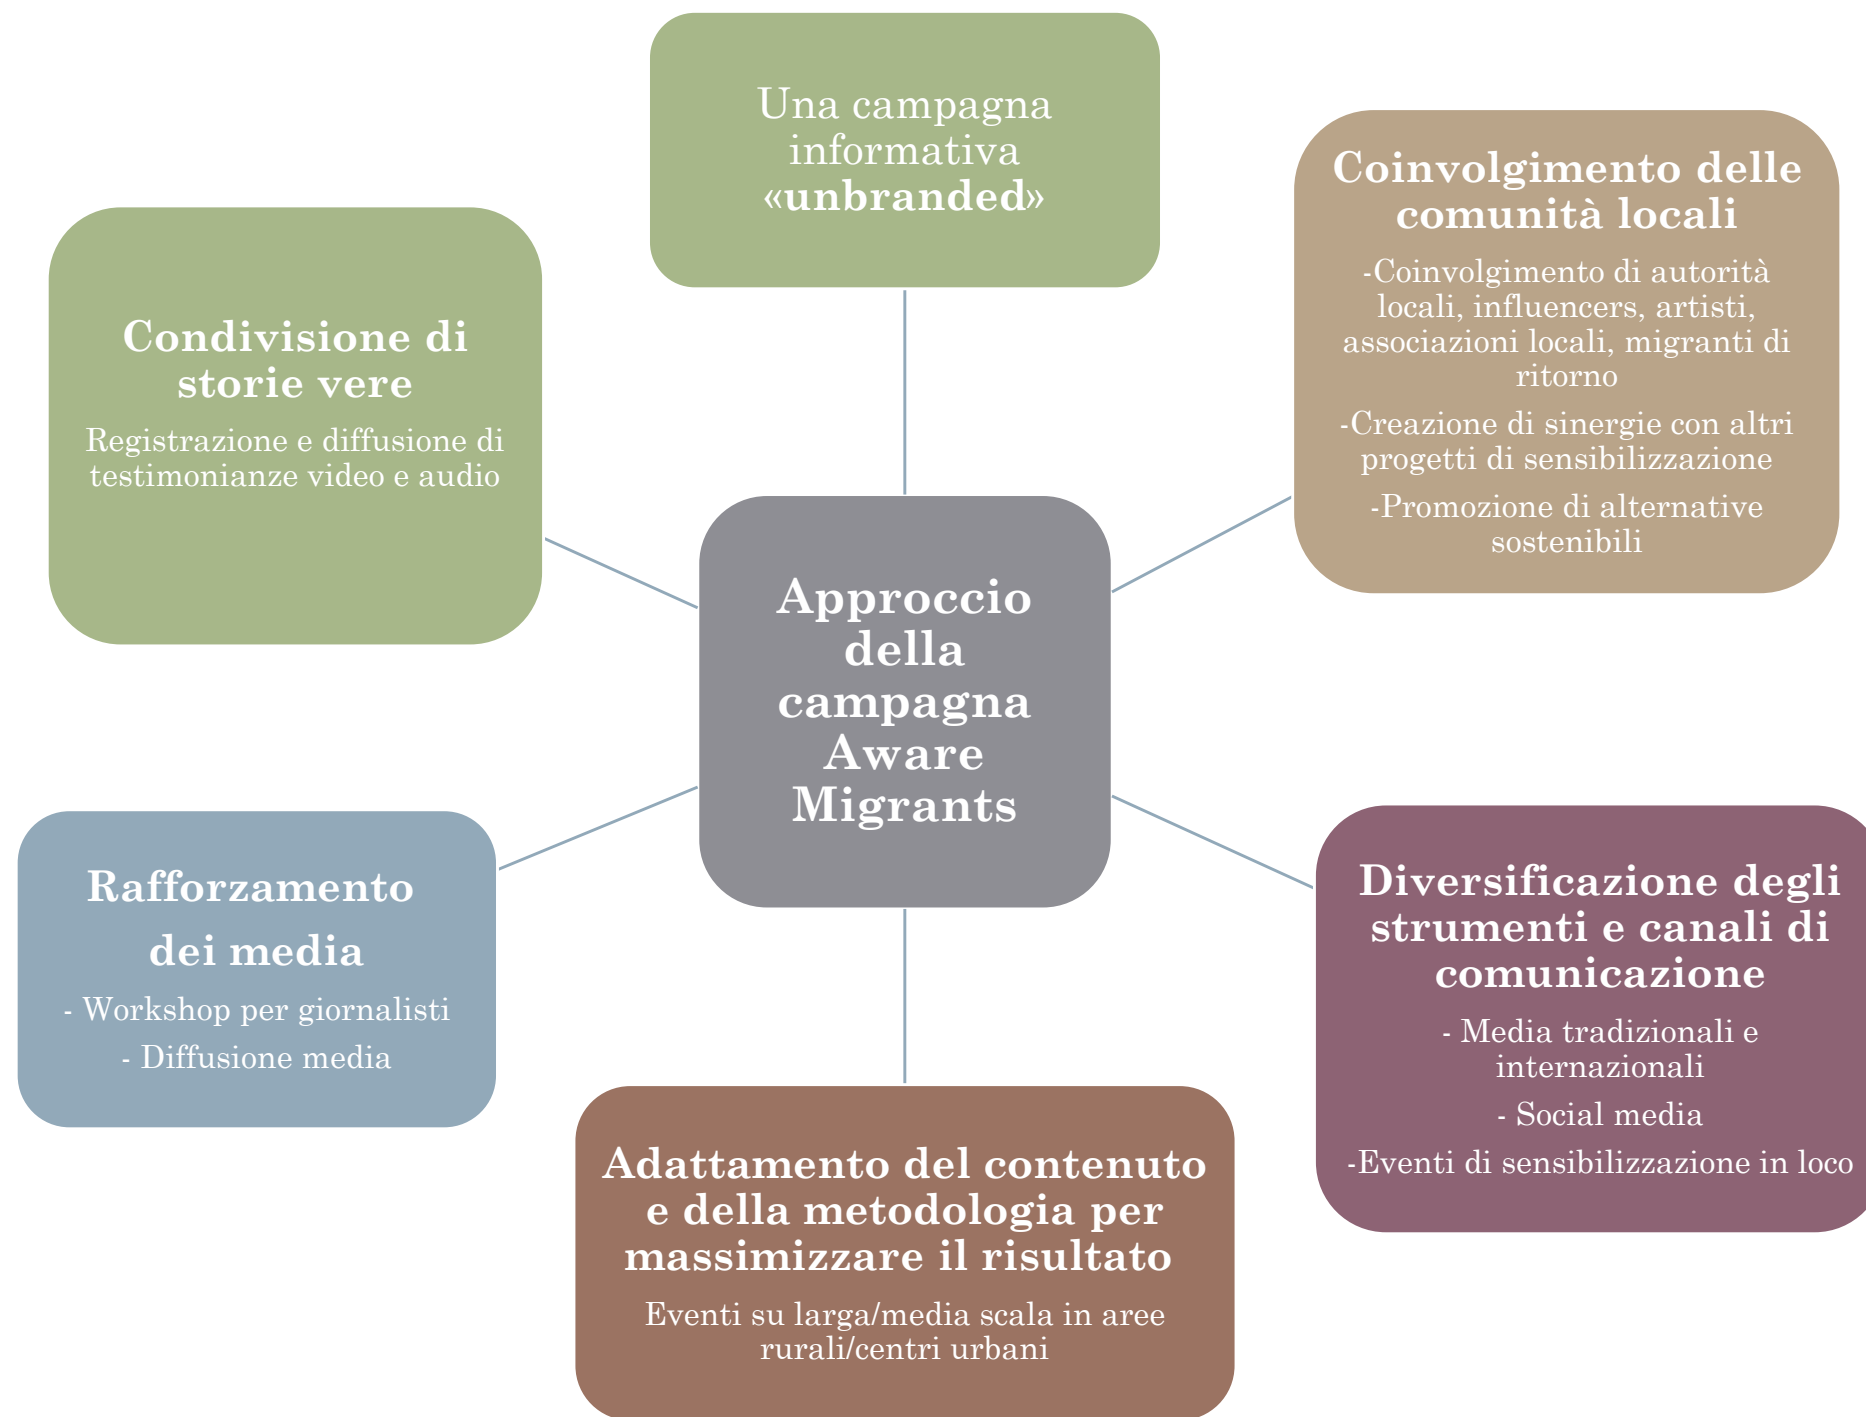 Una campagna
informativa
«unbranded»
Coinvolgimento delle
comunità locali
-Coinvolgimento di autorità
locali, influencers, artisti,
associazioni locali, migranti di
ritorno
-Creazione di sinergie con altri
progetti di sensibilizzazione
-Promozione di alternative
sostenibili
Condivisione di
storie vere
Registrazione e diffusione di
testimonianze video e audio
Approccio
della
campagna
Aware
Migrants
Rafforzamento
dei media
- Workshop per giornalisti
- Diffusione media
Diversificazione degli
strumenti e canali di
comunicazione
- Media tradizionali e
internazionali
- Social media
-Eventi di sensibilizzazione in loco
Adattamento del contenuto
e della metodologia per
massimizzare il risultato
Eventi su larga/media scala in aree
rurali/centri urbani